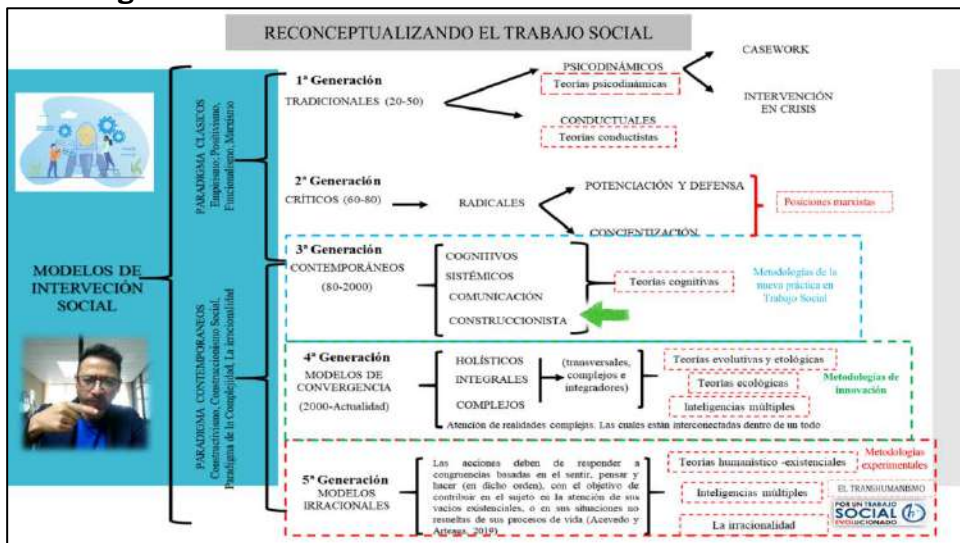 RECONCEPTUALIZANDO EL TRABAJO SOCIAL
MODELOS DE
INTERVECIÓN
SOCIAL
PARADIGMA CLÁSICOS
Empirismo, Positivismo,
Funcionalismo, Marxismo
PARADIGMA CONTEMPORÁNEOS
Constructivismo, Construccionismo Social,
Paradigma de la Complejidad, La irracionalidad
1ª Generación
TRADICIONALES (20-50)
PSICODINÁMICOS
Teorías psicodinámicas
CASEWORK
INTERVENCIÓN
EN CRISIS
CONDUCTUALES
Teorías conductistas
2ª Generación
CRÍTICOS (60-80)
RADICALES
POTENCIACIÓN Y DEFENSA
CONCIENTIZACIÓN
Posiciones marxistas
3ª Generación
CONTEMPORÁNEOS
(80-2000)
COGNITIVOS
SISTÉMICOS
COMUNICACIÓN
CONSTRUCCIONISTA
Teorías cognitivas
Metodologías de la
nueva práctica en
Trabajo Social
4ª Generación
MODELOS DE
CONVERGENCIA
(2000-Actualidad)
HOLÍSTICOS
INTEGRALES
COMPLEJOS
(transversales,
complejos e
integradores)
Teorías evolutivas y etológicas
Teorías ecológicas
Inteligencias múltiples
Metodologías de
innovación
Atención de realidades complejas. Las cuales están interconectadas dentro de un todo
5ª Generación
MODELOS
IRRACIONALES
Las acciones deben de responder a
congruencias basadas en el sentir, pensar y
hacer (en dicho orden), con el objetivo de
contribuir en el sujeto en la atención de sus
vacíos existenciales, o en sus situaciones no
resueltas de sus procesos de vida (Acevedo y
Arteaga, 2019)
Teorías humanístico -existenciales
Inteligencias múltiples
La irracionalidad
Metodologías
experimentales
EL TRANSHUMANISMO
POR UN TRABAJO
SOCIAL
EVOLUCIONADO